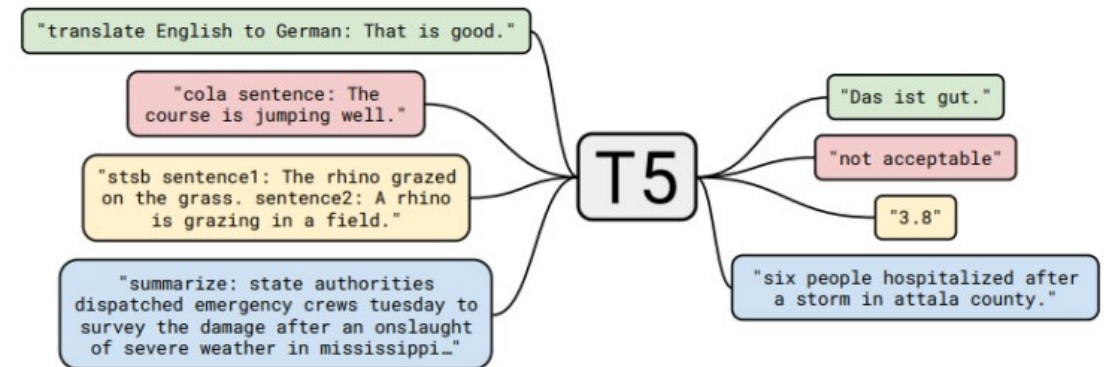 "translate English to German: That is good."
"cola sentence: The
course is jumping well."
"stsb sentence1: The rhino grazed
on the grass. sentence2: A rhino
is grazing in a field."
"summarize: state authorities
dispatched emergency crews tuesday to
survey the damage after an onslaught
of severe weather in mississippi…"
T5
"Das ist gut."
"not acceptable"
"3.8"
"six people hospitalized after
a storm in attala county."